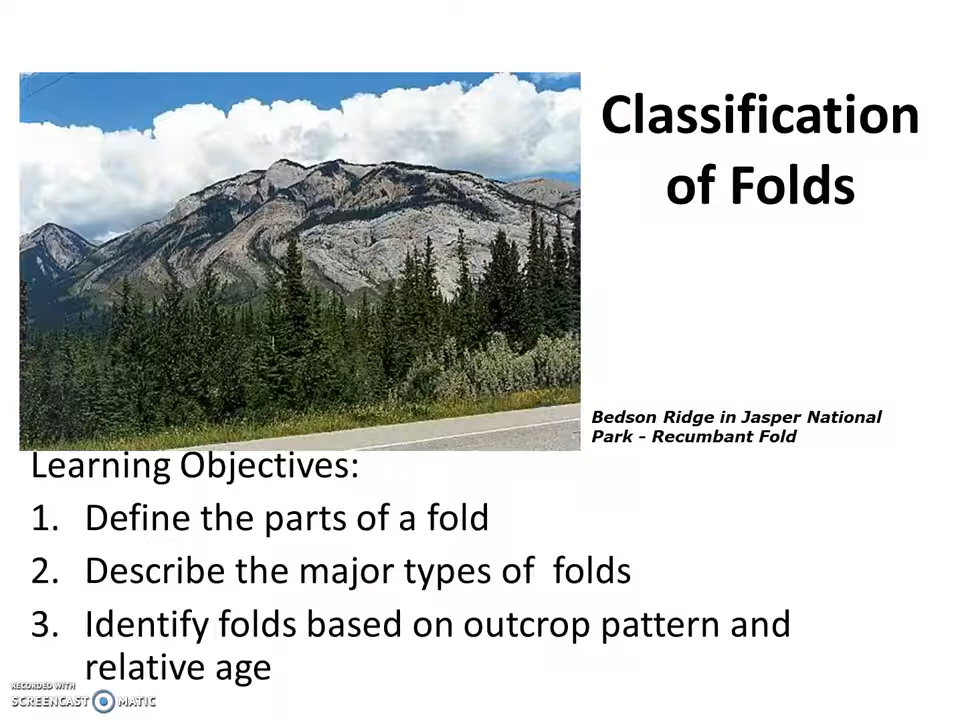 Classification
of Folds
Bedson Ridge in Jasper National
Park - Recumbant Fold
Learning Objectives:
1. Define the parts of a fold
2. Describe the major types of  folds
3. Identify folds based on outcrop pattern and
relative age
RECORDED WITH
SCREENCAST MATIC